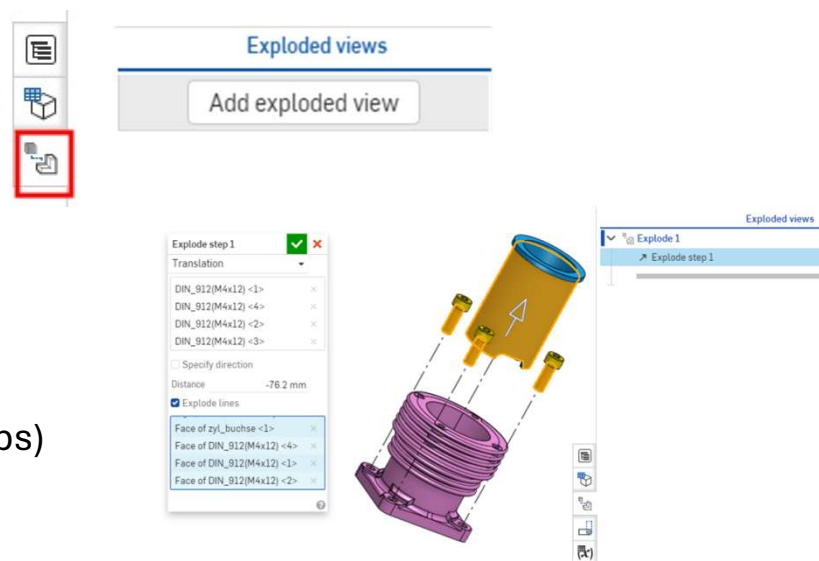 Exploded views
Add exploded view
Explode step 1
Translation
DIN_912(M4x12) <1>
DIN_912(M4x12) <4>
DIN_912(M4x12) <2>
DIN_912(M4x12) <3>
Specify direction
Distance -76.2 mm
Explode lines
Face of zyl_buchse <1>
Face of DIN_912(M4x12) <4>
Face of DIN_912(M4x12) <1>
Face of DIN_912(M4x12) <2>
Exploded views
Explode 1
Explode step 1
(x)